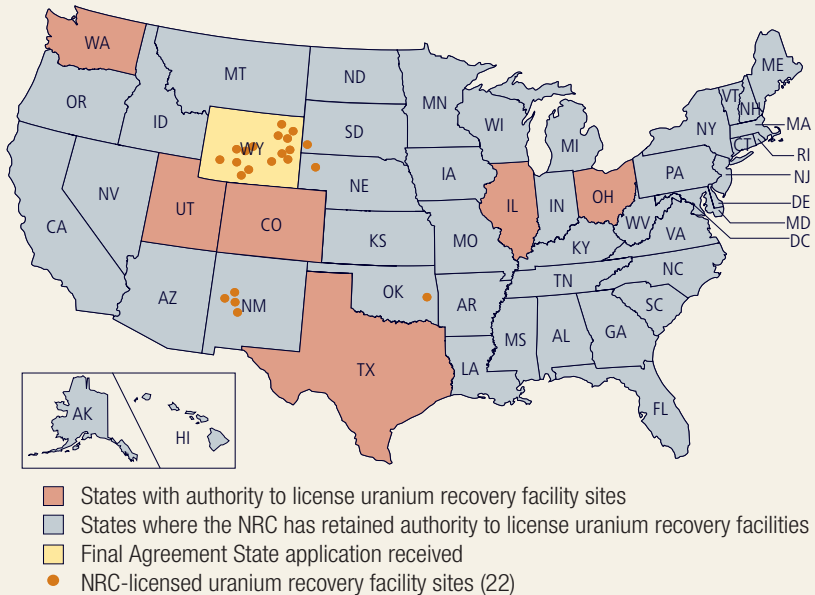 WA
MT
ND
MN
ME
OR
ID
SD
WI
MI
NY
VT
NH
MA
WY
CT
RI
IA
PA
NJ
NV
UT
NE
IL
IN
OH
DE
CA
CO
KS
MO
KY
WV
VA
MD
DC
AZ
NM
OK
AR
TN
NC
SC
TX
LA
MS
AL
GA
FL
AK
HI
States with authority to license uranium recovery facility sites
States where the NRC has retained authority to license uranium recovery facilities
Final Agreement State application received
NRC-licensed uranium recovery facility sites (22)